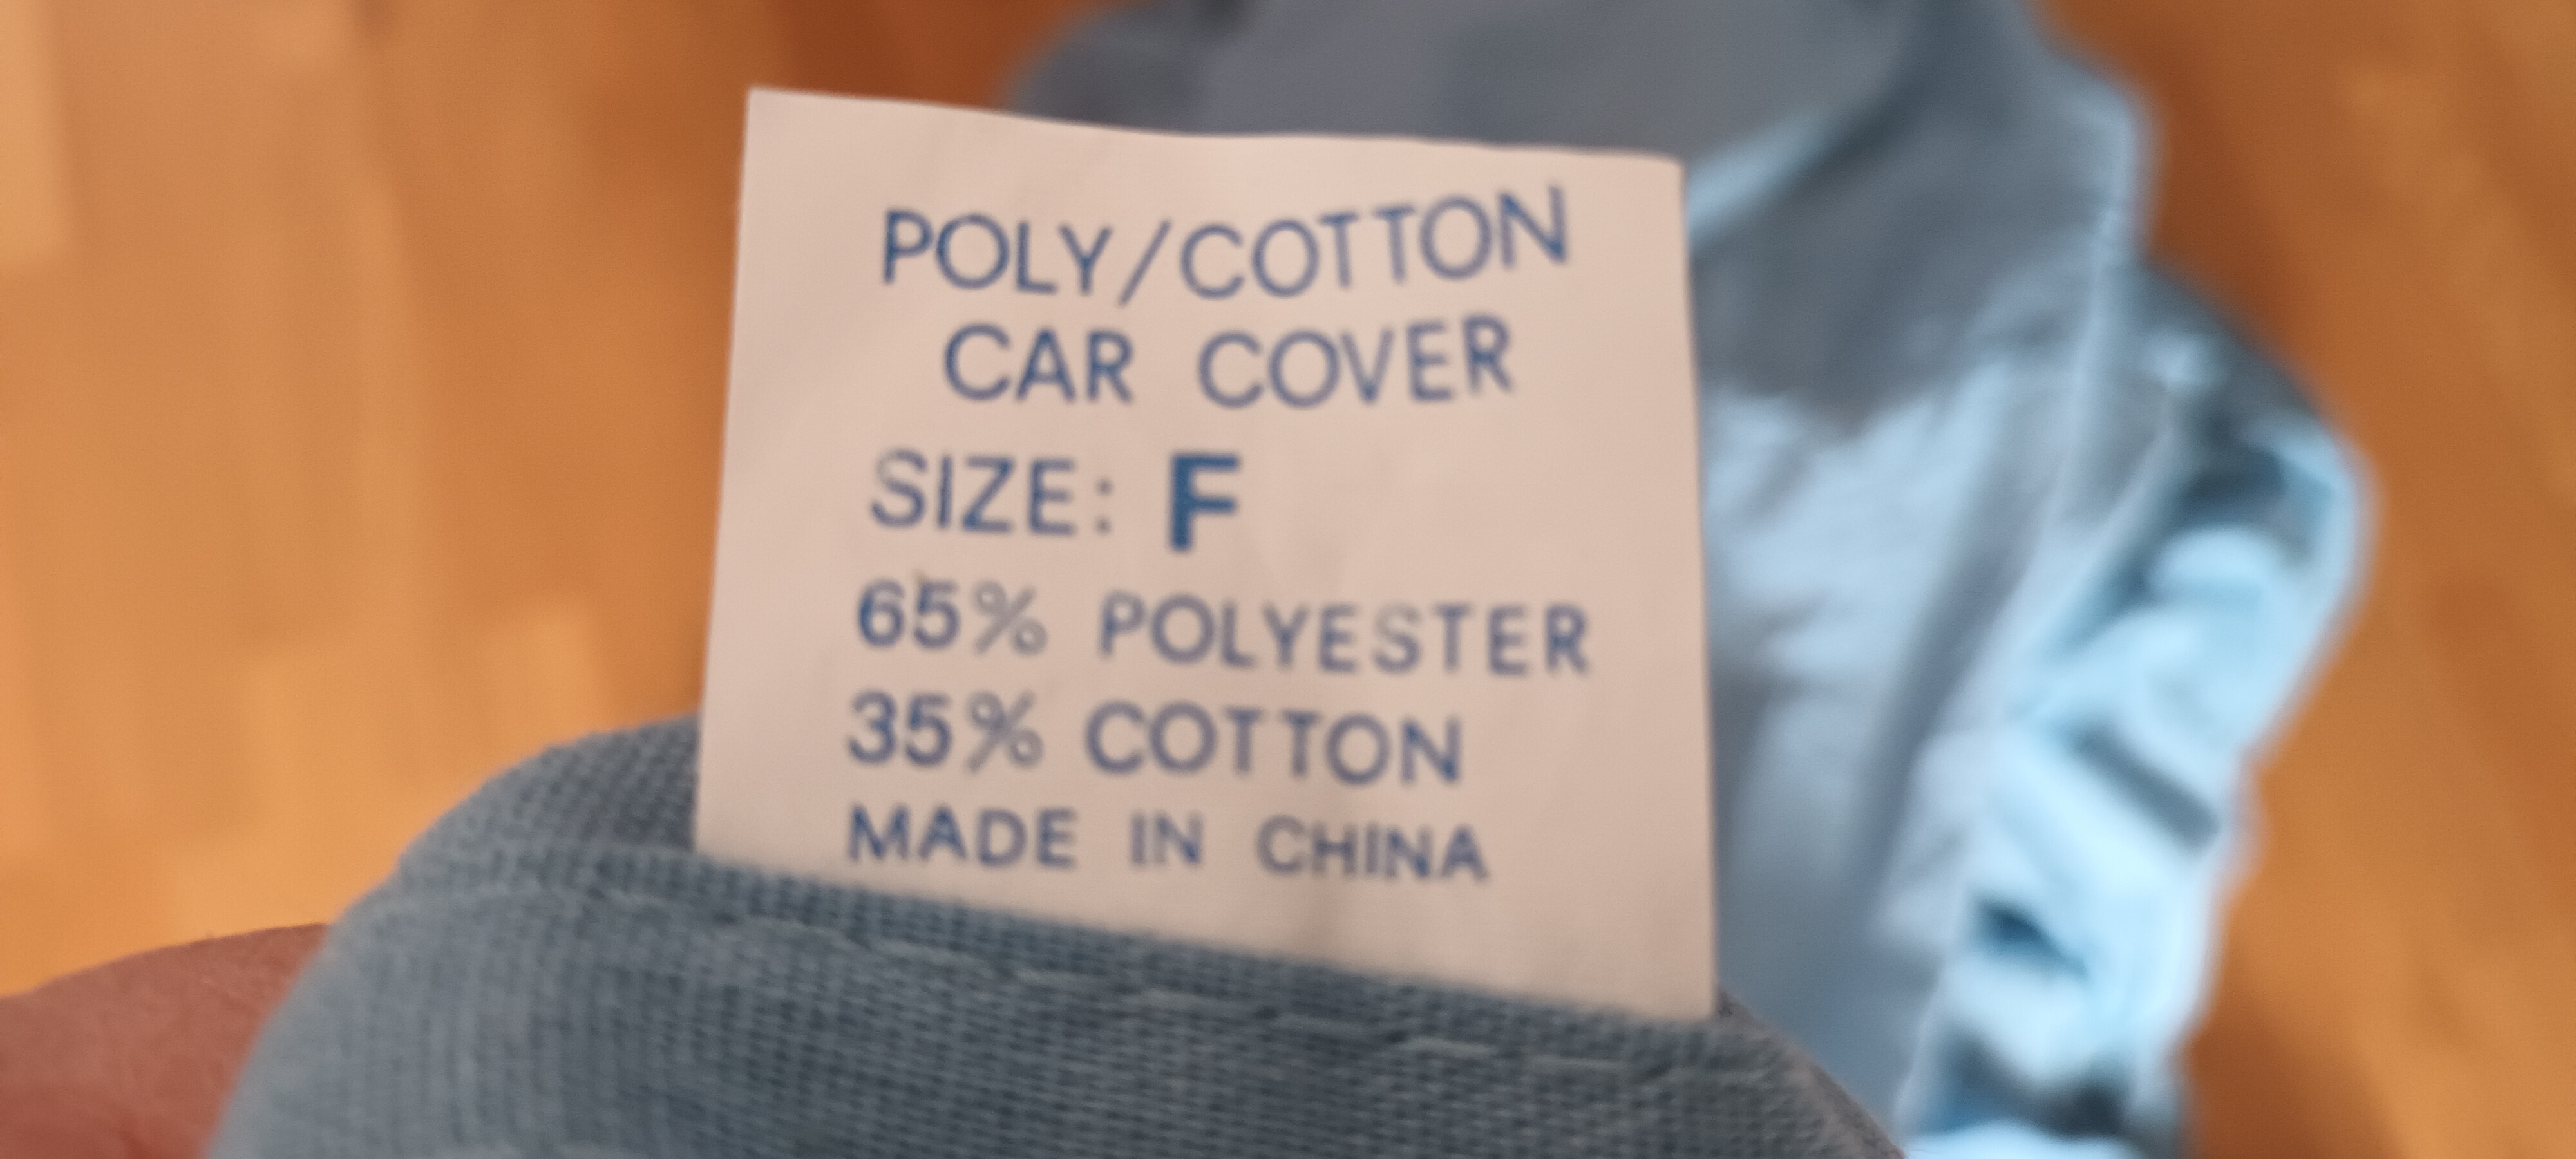 POLY/COTTON
CAR COVER
SIZE: F
65% POLYESTER
35% COTTON
MADE IN CHINA